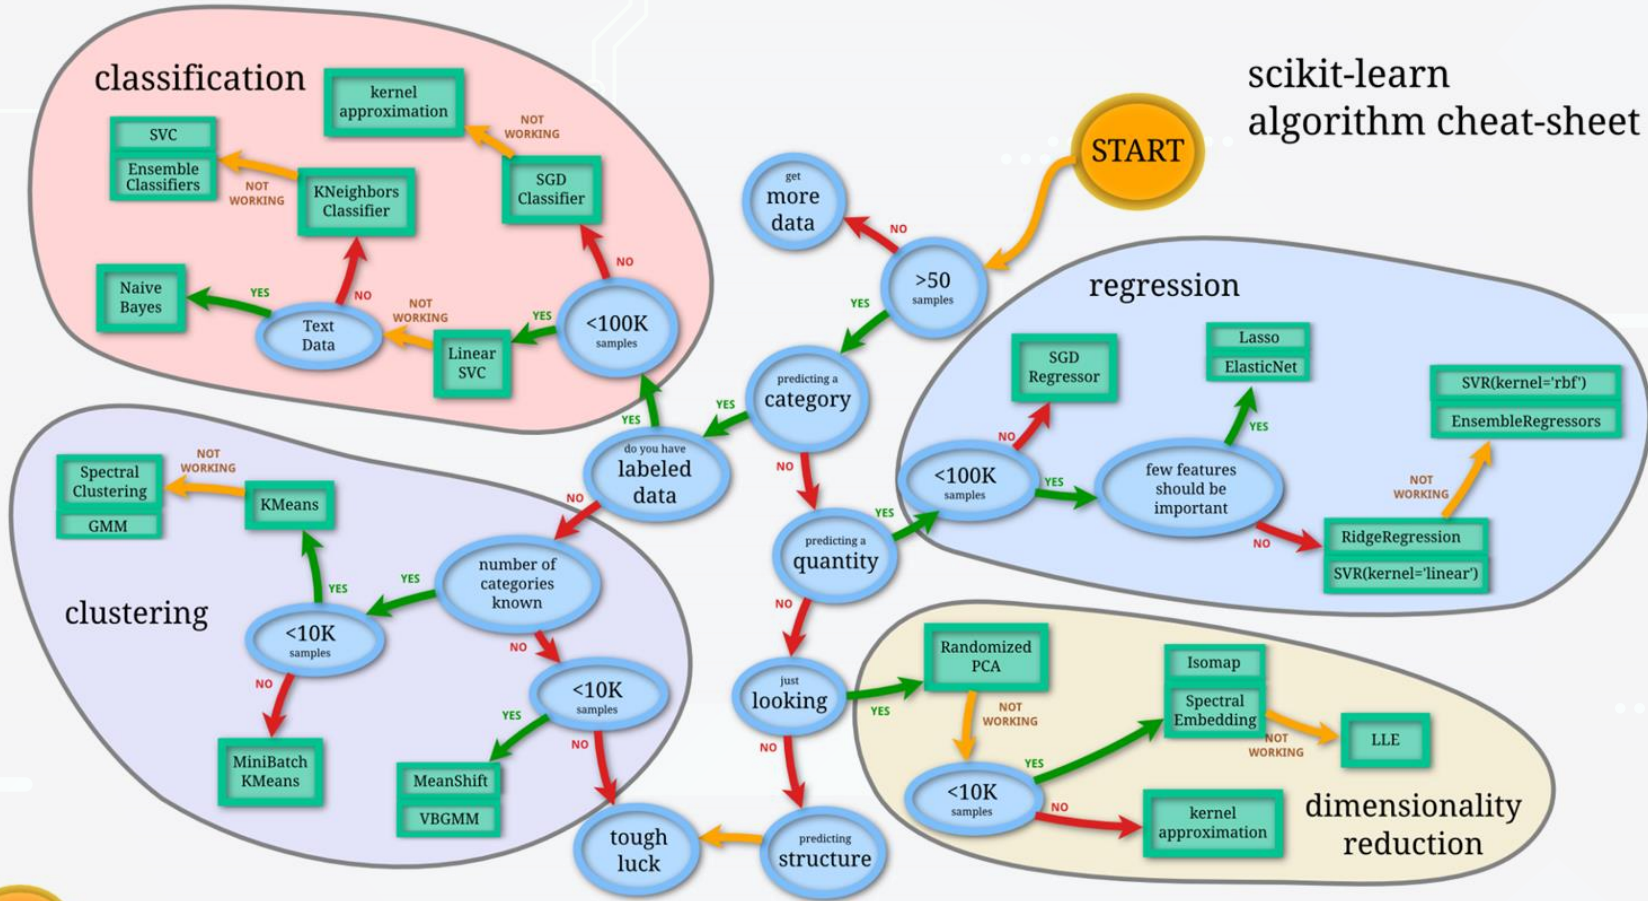 scikit-learn
algorithm cheat-sheet
START
classification
kernel
approximation
NOT
WORKING
SVC
Ensemble
Classifiers
NOT
WORKING
KNeighbors
Classifier
SGD
Classifier
NO
NO
Naive
Bayes
YES
Text
Data
NOT
WORKING
Linear
SVC
YES
<100K
samples
YES
get
more
data
NO
>50
samples
YES
predicting a
category
YES
NO
do you have
labeled
data
NO
predicting a
quantity
YES
NO
just
looking
YES
NO
predicting
structure
tough
luck
regression
SGD
Regressor
NO
<100K
samples
YES
few features
should be
important
YES
Lasso
ElasticNet
NO
RidgeRegression
SVR(kernel='linear')
NOT
WORKING
SVR(kernel='rbf')
EnsembleRegressors
clustering
Spectral
Clustering
GMM
NOT
WORKING
KMeans
YES
<10K
samples
YES
number of
categories
known
NO
NO
MiniBatch
KMeans
<10K
samples
YES
NO
MeanShift
VBGMM
dimensionality
reduction
Randomized
PCA
NOT
WORKING
<10K
samples
YES
NO
Isomap
Spectral
Embedding
NOT
WORKING
LLE
kernel
approximation